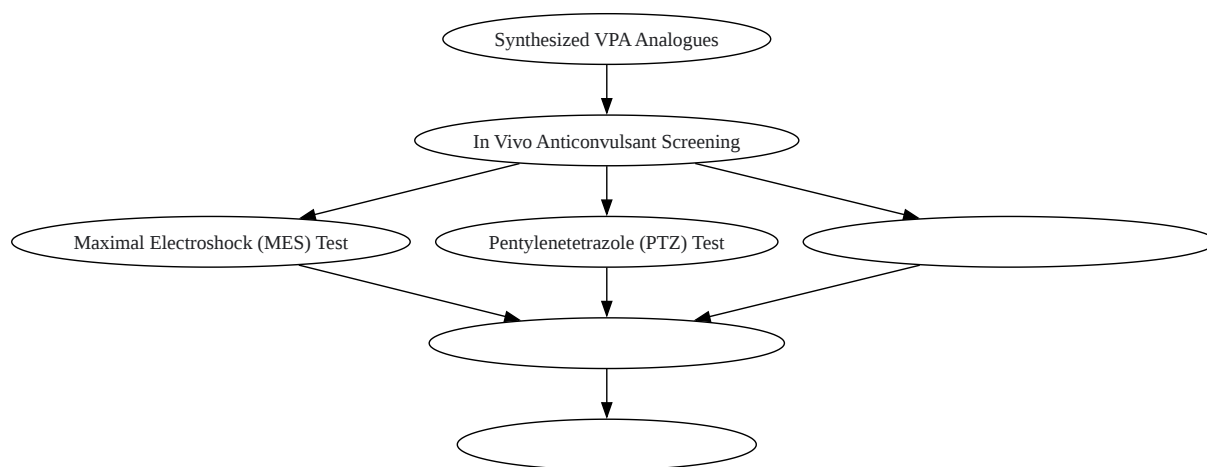 Synthesized VPA Analogues
In Vivo Anticonvulsant Screening
Maximal Electroshock (MES) Test
Pentylenetetrazole (PTZ) Test